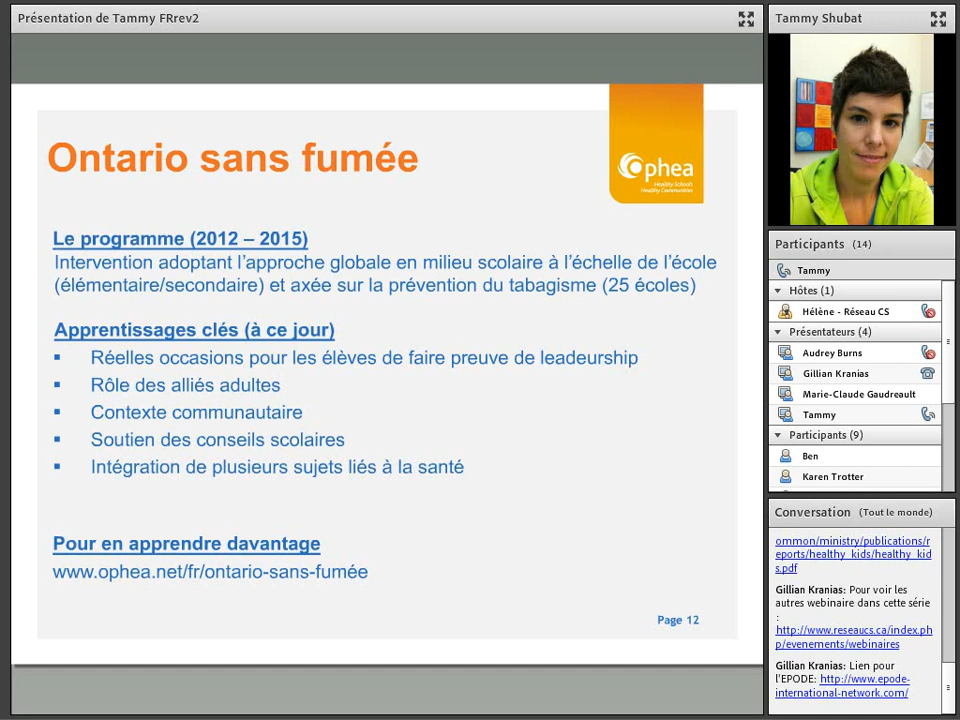 Présentation de Tammy FRrev2
Ontario sans fumée
Ophea
Healthy Schools
Healthy Communities
Le programme (2012 – 2015)
Intervention adoptant l'approche globale en milieu scolaire à l'échelle de l'école
(élémentaire/secondaire) et axée sur la prévention du tabagisme (25 écoles)
Apprentissages clés (à ce jour)
▪ Réelles occasions pour les élèves de faire preuve de leadeurship
▪ Rôle des alliés adultes
▪ Contexte communautaire
▪ Soutien des conseils scolaires
▪ Intégration de plusieurs sujets liés à la santé
Pour en apprendre davantage
www.ophea.net/fr/ontario-sans-fumée
Page 12
Tammy Shubat
Participants (14)
Tammy
Hôtes (1)
Hélène - Réseau CS
Présentateurs (4)
Audrey Burns
Gillian Kranias
Marie-Claude Gaudreault
Tammy
Participants (9)
Ben
Karen Trotter
Conversation (Tout le monde)
ommon/ministry/publications/r
eports/healthy_kids/healthy_kid
s.pdf
Gillian Kranias: Pour voir les
autres webinaire dans cette série
:
http://www.reseaucs.ca/index.ph
p/evenements/webinaires
Gillian Kranias: Lien pour
l'EPODE: http://www.epode-
international-network.com/